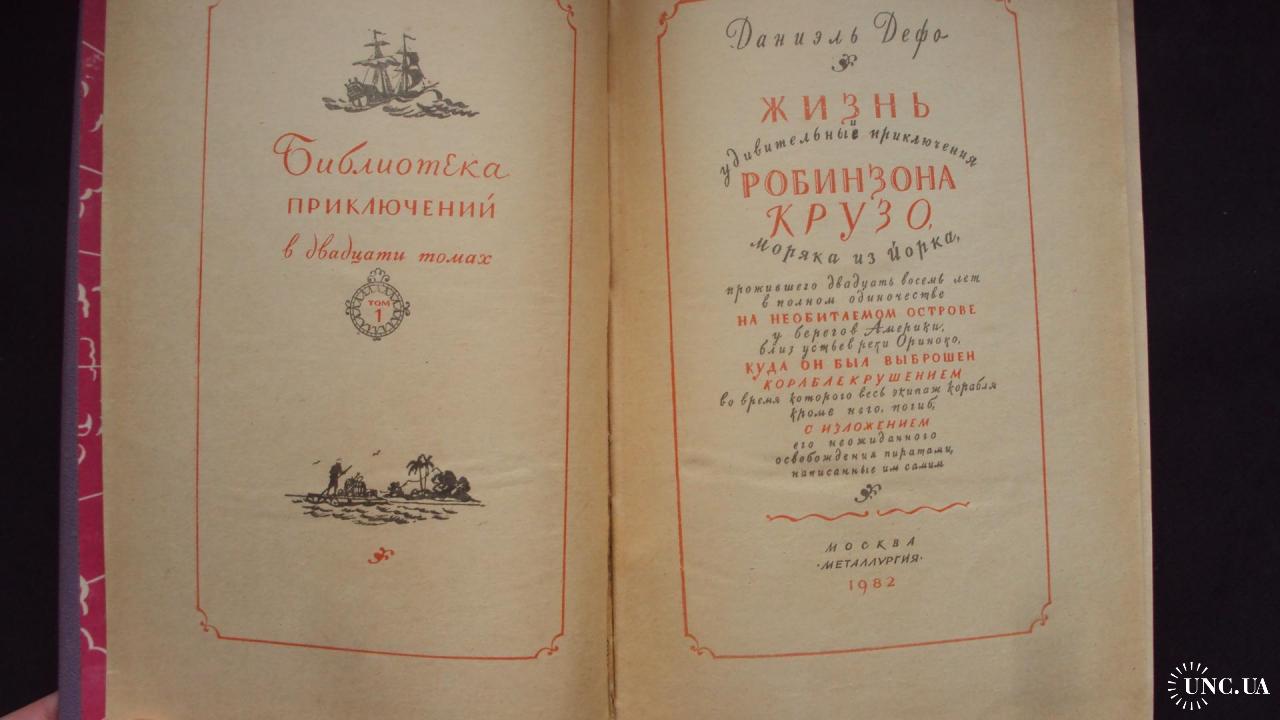 Библиотека
ПРИКЛЮЧЕНИЙ
в двадцати томах
ТОМ
1
Даниэль Дефо
ЖИЗНЬ
удивительные приключения
РОБИНЗОНА
КРУЗО,
моряка из Йорка,
прожившего двадцать восемь лет
в полном одиночестве
НА НЕОБИТАЕМОМ ОСТРОВЕ
у берегов Америки,
близ устьев реки Ориноко,
КУДА ОН БЫЛ ВЫБРОШЕН
КОРАБЛЕКРУШЕНИЕМ
во время которого весь экипаж корабля
кроме него, погиб,
С ИЗЛОЖЕНИЕМ
его неожиданного
освобождения пиратами,
написанные им самим
МОСКВА
·МЕТАЛЛУРГИЯ·
1982
UNC.UA